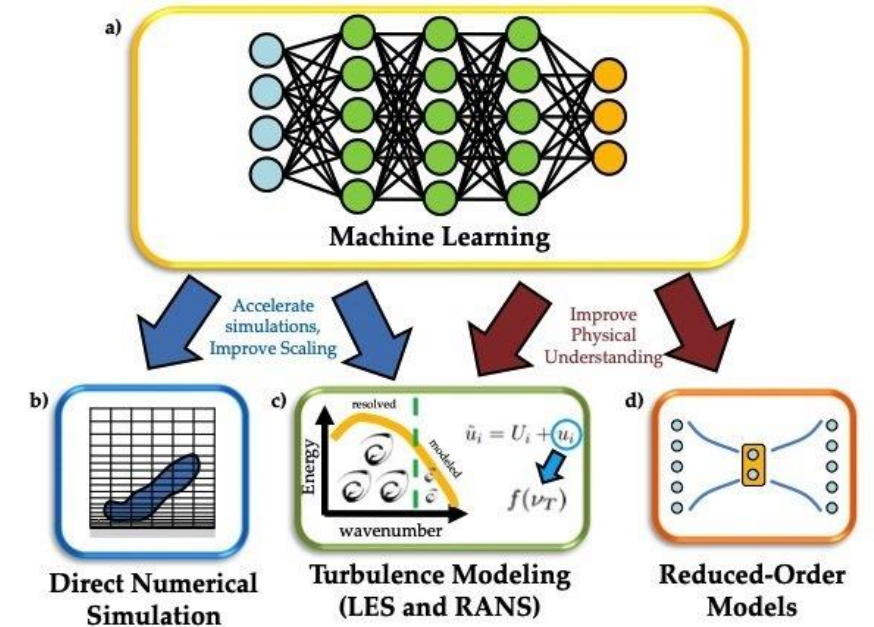 a)
Machine Learning
Accelerate
simulations,
Improve Scaling
Improve
Physical
Understanding
b)
c)
resolved
modeled
Energy
wavenumber
ũᵢ = Uᵢ + uᵢ
f(ν_T)
d)
Direct Numerical
Simulation
Turbulence Modeling
(LES and RANS)
Reduced-Order
Models